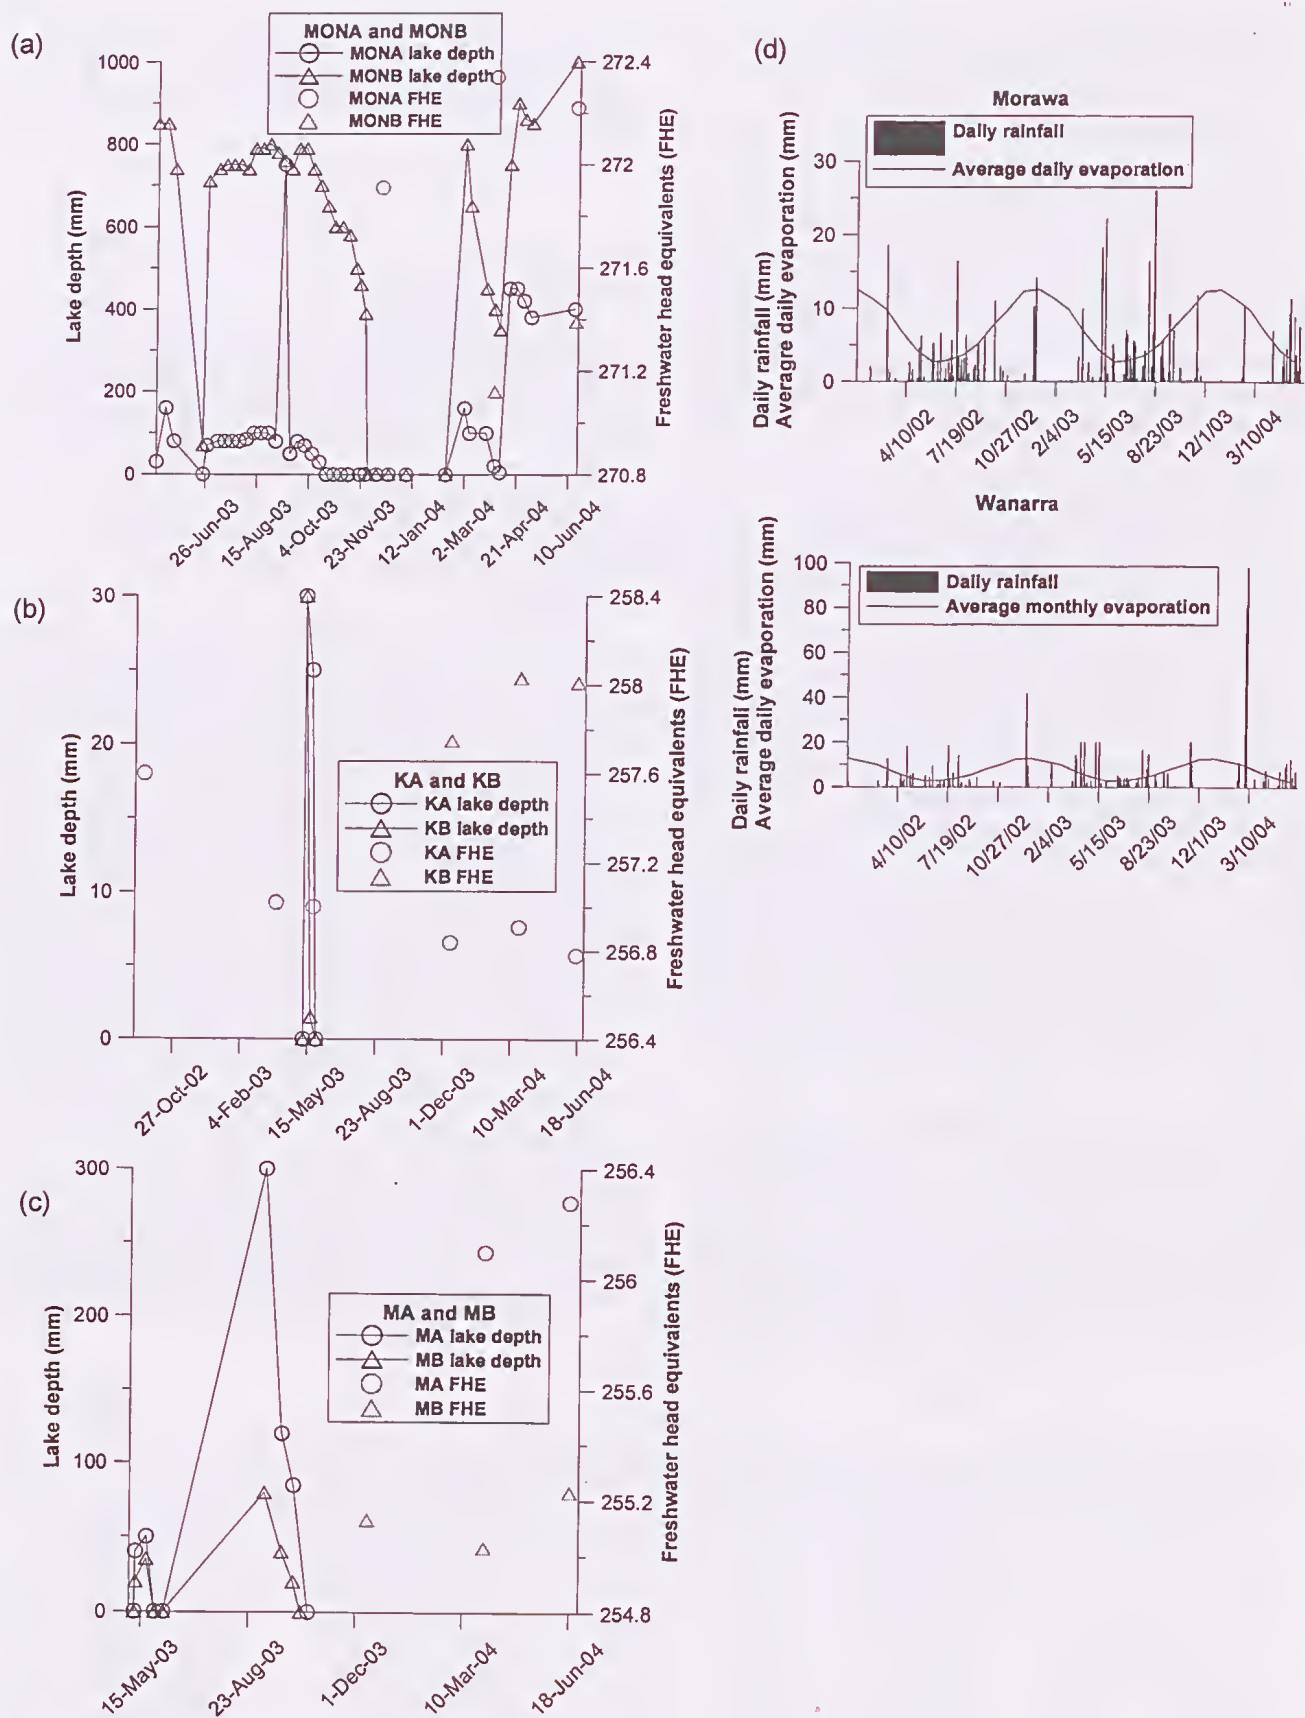 (a)
MONA and MONB
MONA lake depth
MONB lake depth
MONA FHE
MONB FHE
1000
800
600
400
200
0
Lake depth (mm)
272.4
272
271.6
271.2
270.8
Freshwater head equivalents (FHE)
26-Jun-03
15-Aug-03
4-Oct-03
23-Nov-03
12-Jan-04
2-Mar-04
21-Apr-04
10-Jun-04
(b)
30
20
10
0
Lake depth (mm)
KA and KB
KA lake depth
KB lake depth
KA FHE
KB FHE
258.4
258
257.6
257.2
256.8
256.4
Freshwater head equivalents (FHE)
27-Oct-02
4-Feb-03
15-May-03
23-Aug-03
1-Dec-03
10-Mar-04
18-Jun-04
(c)
300
200
100
0
Lake depth (mm)
MA and MB
MA lake depth
MB lake depth
MA FHE
MB FHE
256.4
256
255.6
255.2
254.8
Freshwater head equivalents (FHE)
15-May-03
23-Aug-03
1-Dec-03
10-Mar-04
18-Jun-04
(d)
Morawa
Daily rainfall
Average daily evaporation
30
20
10
0
Daily rainfall (mm)
Averagre daily evaporation (mm)
4/10/02
7/19/02
10/27/02
2/4/03
5/15/03
8/23/03
12/1/03
3/10/04
Wanarra
Daily rainfall
Average monthly evaporation
100
80
60
40
20
0
Daily rainfall (mm)
Average daily evaporation (mm)
4/10/02
7/19/02
10/27/02
2/4/03
5/15/03
8/23/03
12/1/03
3/10/04